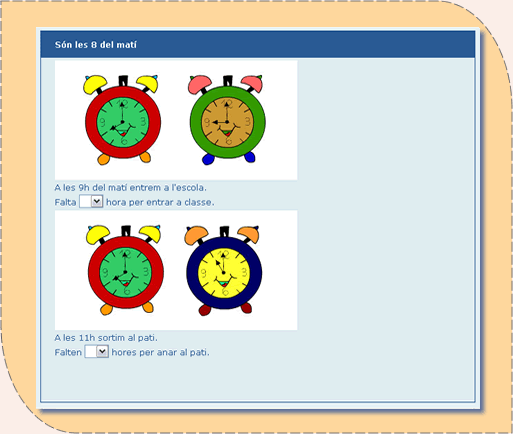 Són les 8 del matí
A les 9h del matí entrem a l'escola.
Falta hora per entrar a classe.
A les 11h sortim al pati.
Falten hores per anar al pati.